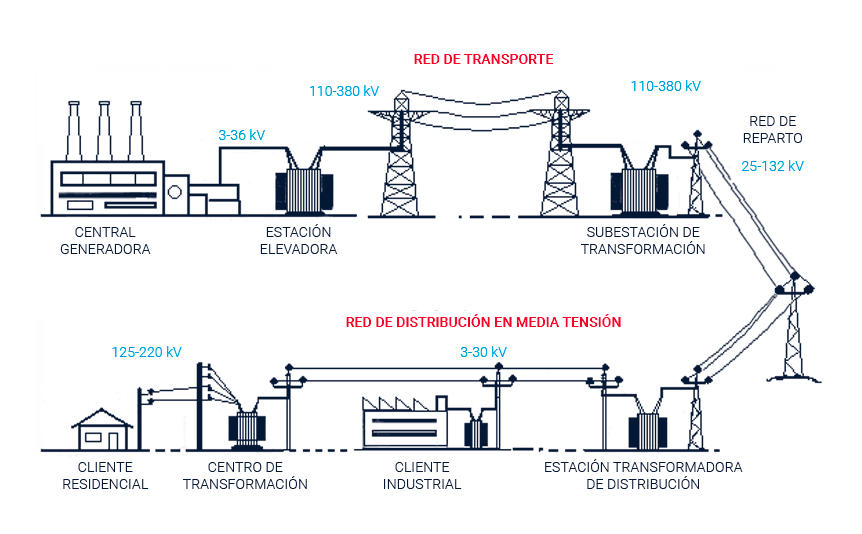 RED DE TRANSPORTE
110-380 kV
110-380 kV
3-36 kV
RED DE
REPARTO
25-132 kV
CENTRAL
GENERADORA
ESTACIÓN
ELEVADORA
SUBESTACIÓN DE
TRANSFORMACIÓN
RED DE DISTRIBUCIÓN EN MEDIA TENSIÓN
125-220 kV
3-30 kV
CLIENTE
RESIDENCIAL
CENTRO DE
TRANSFORMACIÓN
CLIENTE
INDUSTRIAL
ESTACIÓN TRANSFORMADORA
DE DISTRIBUCIÓN